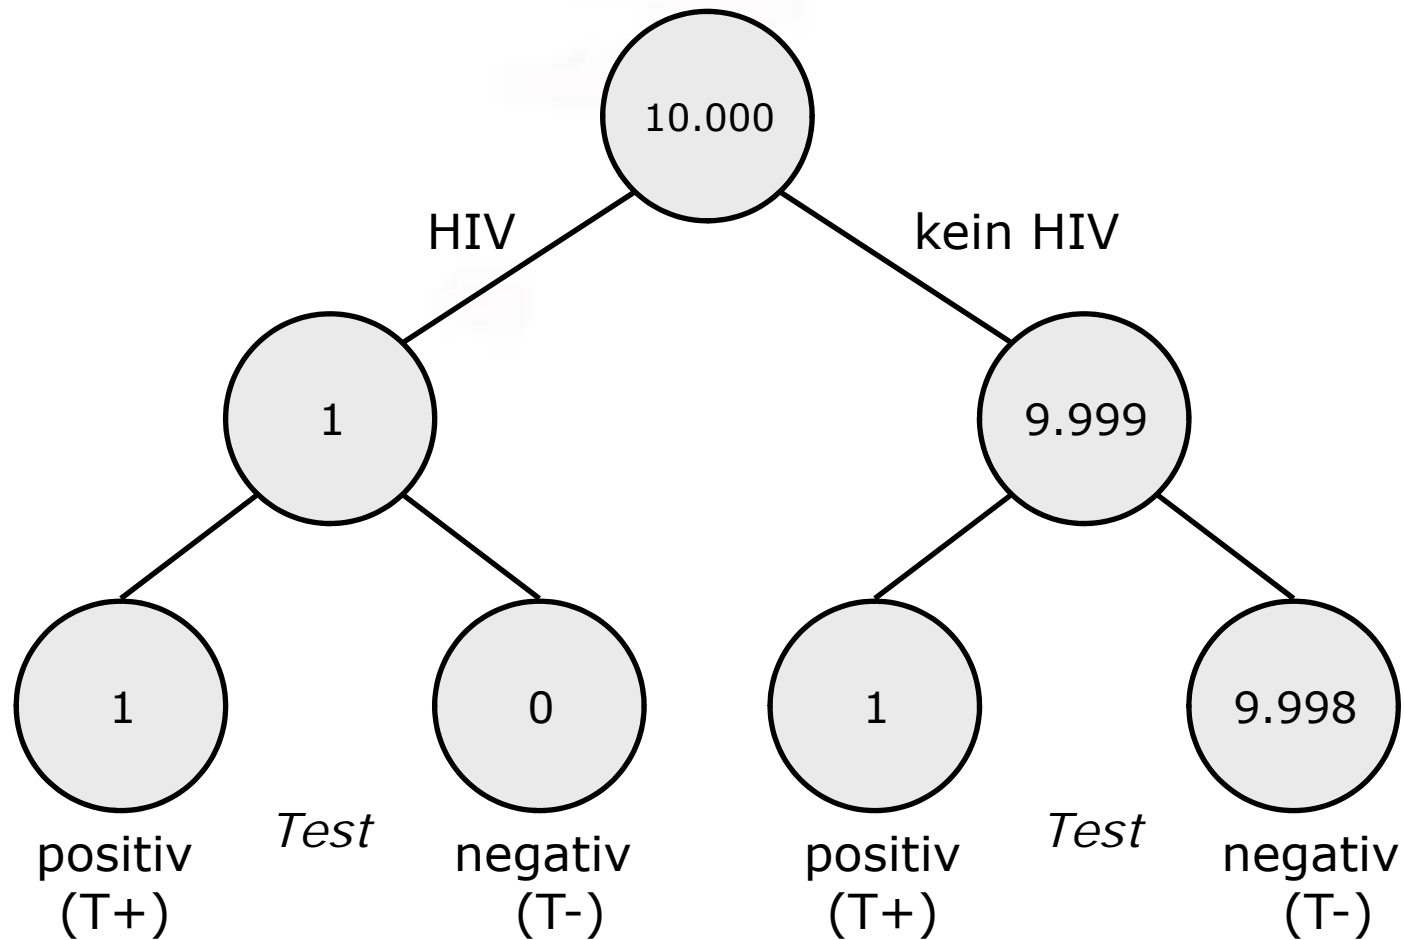 10.000
HIV
kein HIV
1
9.999
1
0
1
9.998
Test
Test
positiv
(T+)
negativ
(T-)
positiv
(T+)
negativ
(T-)